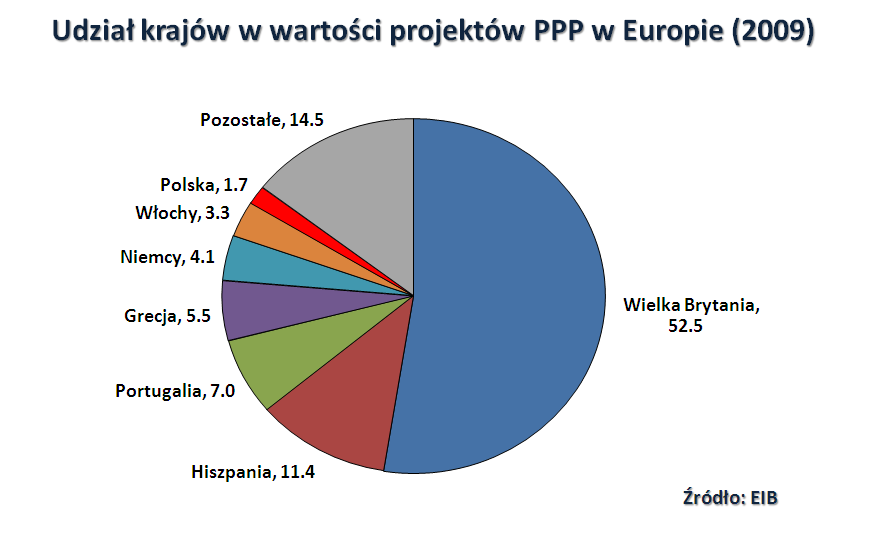 Udział krajów w wartości projektów PPP w Europie (2009)
Pozostałe, 14.5
Polska, 1.7
Włochy, 3.3
Niemcy, 4.1
Grecja, 5.5
Wielka Brytania,
52.5
Portugalia, 7.0
Hiszpania, 11.4
Źródło: EIB